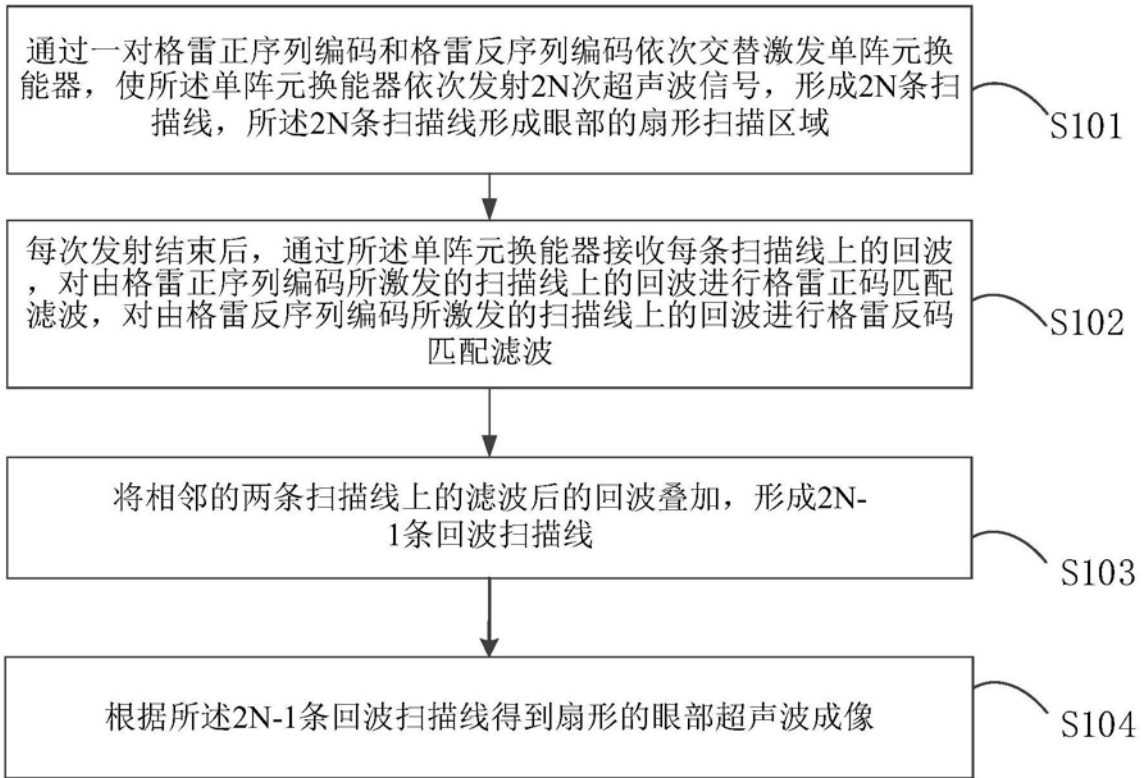 通过一对格雷正序列编码和格雷反序列编码依次交替激发单阵元换
能器，使所述单阵元换能器依次发射2N次超声波信号，形成2N条扫
描线，所述2N条扫描线形成眼部的扇形扫描区域
S101
每次发射结束后，通过所述单阵元换能器接收每条扫描线上的回波
，对由格雷正序列编码所激发的扫描线上的回波进行格雷正码匹配
滤波，对由格雷反序列编码所激发的扫描线上的回波进行格雷反码
匹配滤波
S102
将相邻的两条扫描线上的滤波后的回波叠加，形成2N-
1条回波扫描线
S103
根据所述2N-1条回波扫描线得到扇形的眼部超声波成像
S104